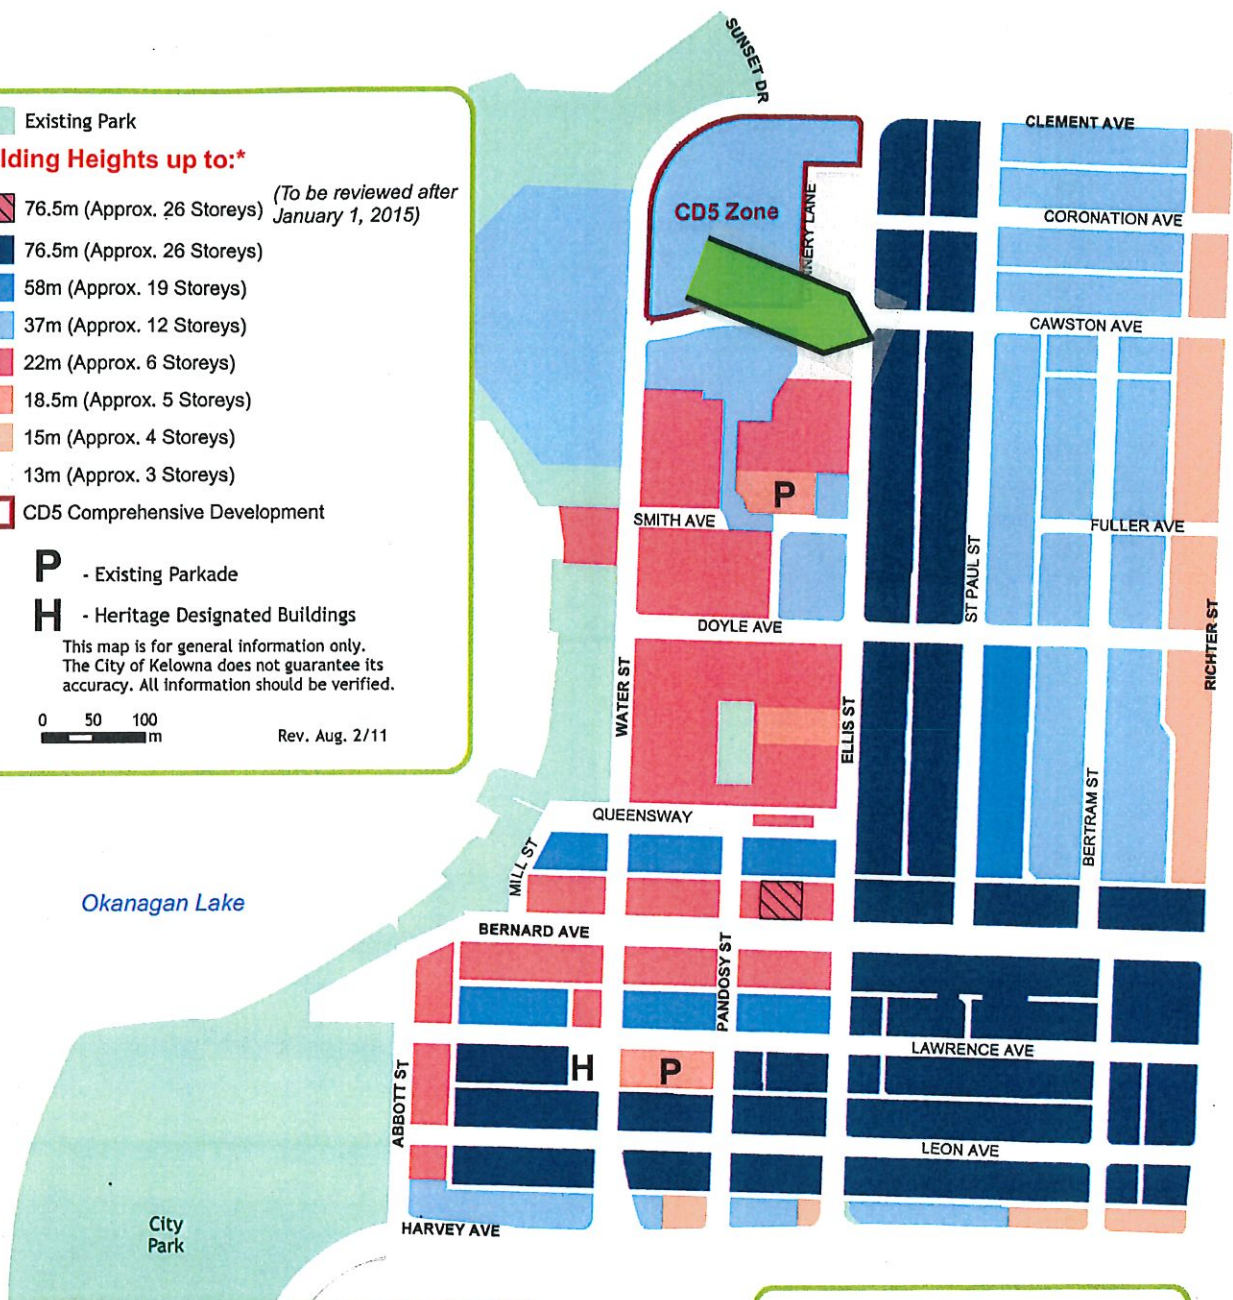 SUNSET DR
Existing Park
lding Heights up to:*
76.5m (Approx. 26 Storeys)
(To be reviewed after
January 1, 2015)
76.5m (Approx. 26 Storeys)
58m (Approx. 19 Storeys)
37m (Approx. 12 Storeys)
22m (Approx. 6 Storeys)
18.5m (Approx. 5 Storeys)
15m (Approx. 4 Storeys)
13m (Approx. 3 Storeys)
CD5 Comprehensive Development
P - Existing Parkade
H - Heritage Designated Buildings
This map is for general information only.
The City of Kelowna does not guarantee its
accuracy. All information should be verified.
0 50 100
m
Rev. Aug. 2/11
CLEMENT AVE
CD5 Zone
NERY LANE
CORONATION AVE
CAWSTON AVE
P
SMITH AVE
FULLER AVE
ST PAUL ST
DOYLE AVE
RICHTER ST
WATER ST
ELLIS ST
BERTRAM ST
QUEENSWAY
MILL ST
Okanagan Lake
BERNARD AVE
PANDOSY ST
LAWRENCE AVE
H
P
ABBOTT ST
LEON AVE
City
Park
HARVEY AVE